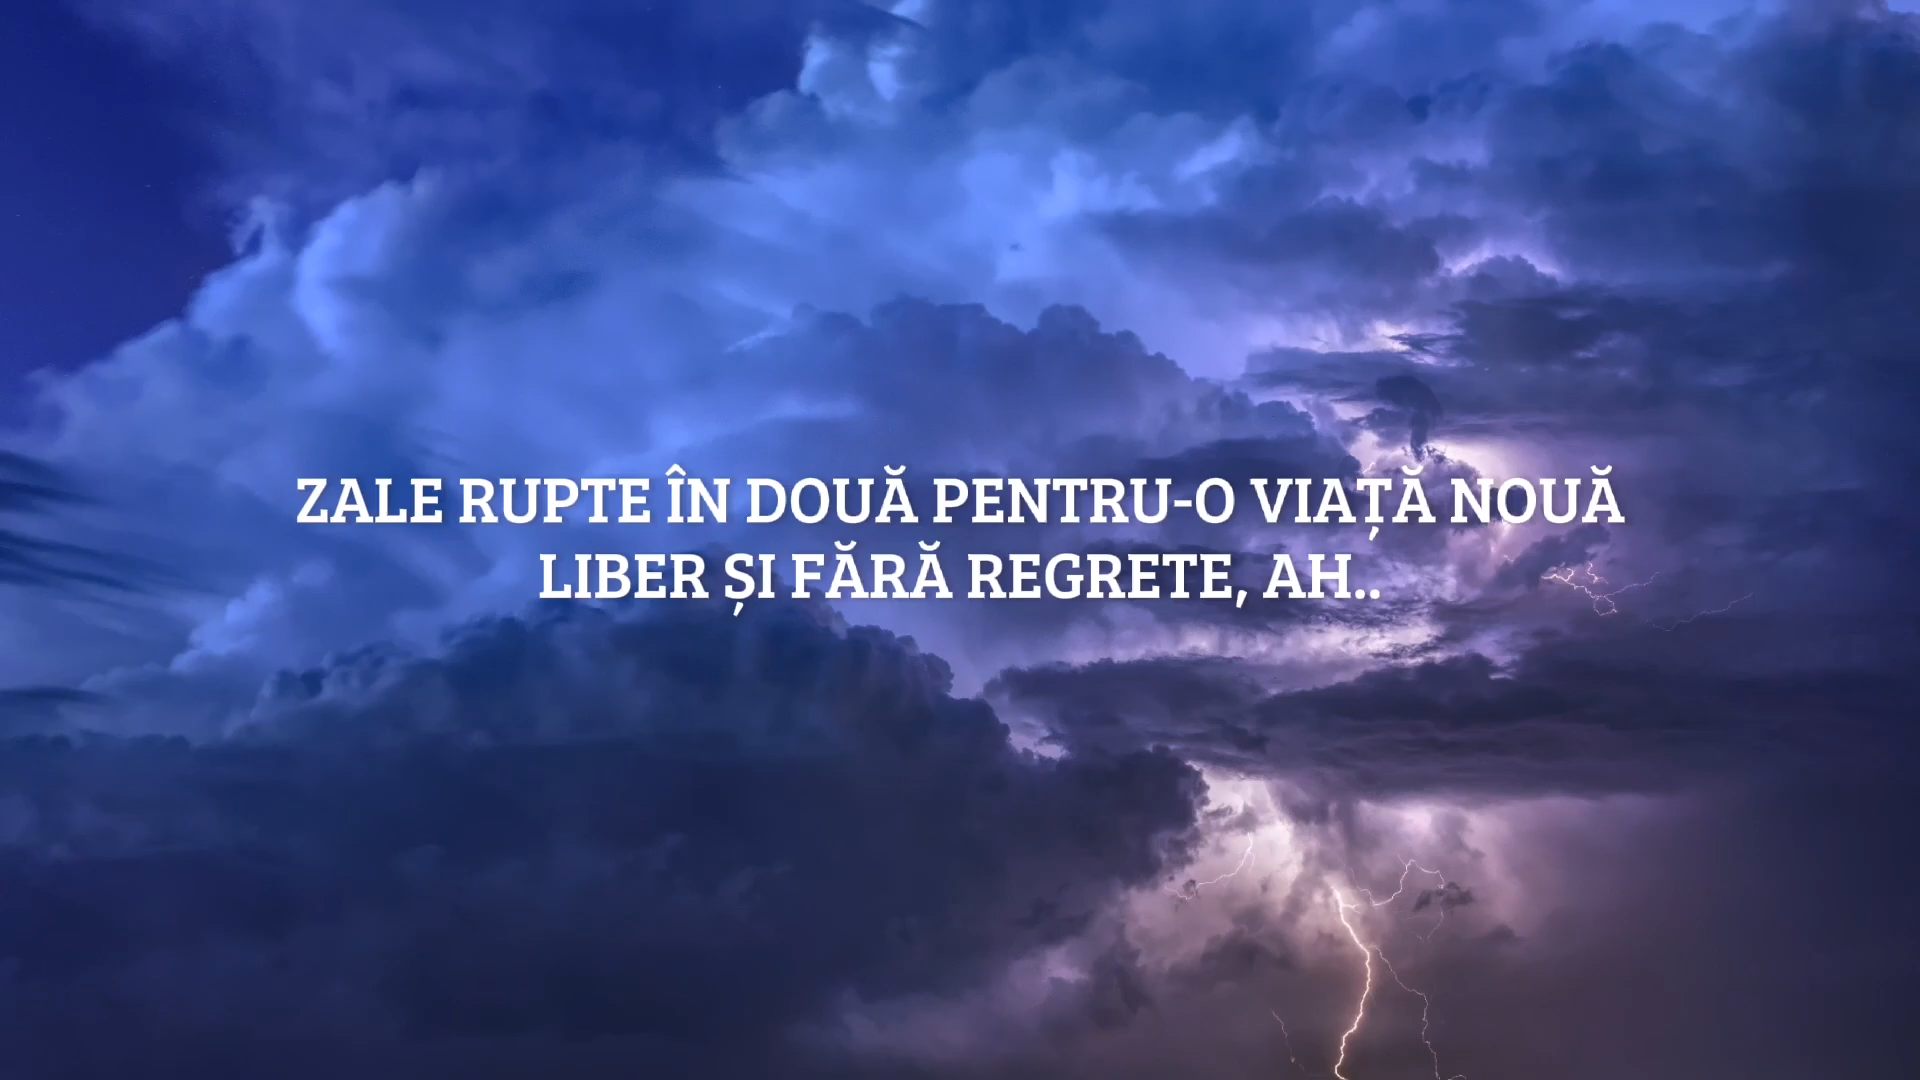 ZALE RUPTE ÎN DOUĂ PENTRU-O VIAȚĂ NOUĂ
LIBER ȘI FĂRĂ REGRETE, AH..